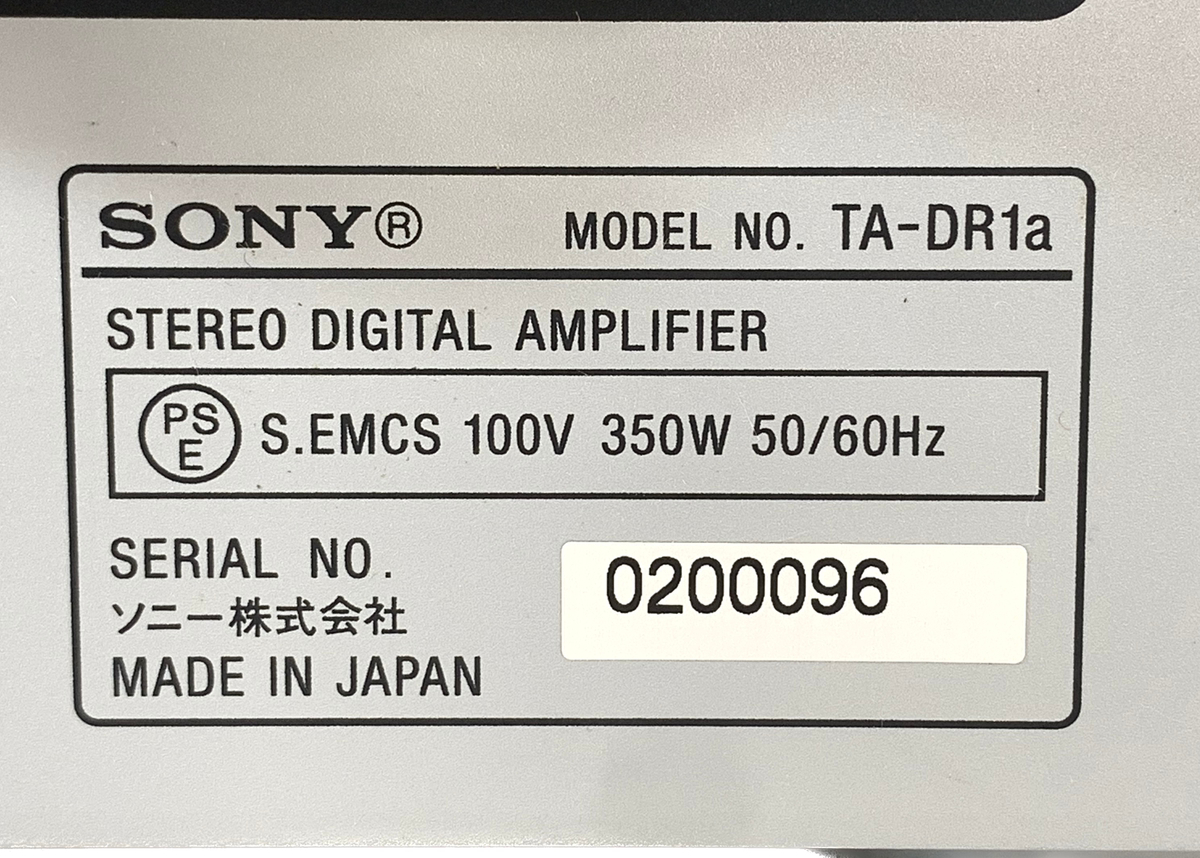 SONY® MODEL NO. TA-DR1a
STEREO DIGITAL AMPLIFIER
PSE S.EMCS 100V 350W 50/60Hz
SERIAL NO. 0200096
ソニー株式会社
MADE IN JAPAN